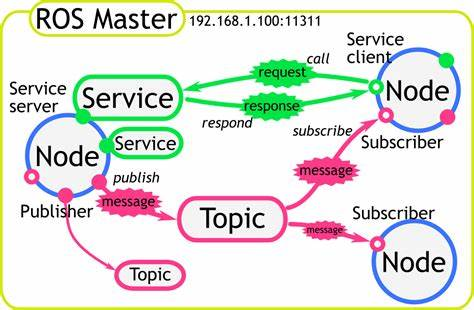 ROS Master 192.168.1.100:11311
Service
client
call
request
Node
Service
server
Service
response
respond
subscribe
Subscriber
Service
Node
publish
message
message
Publisher
Topic
Subscriber
message
Node
Topic